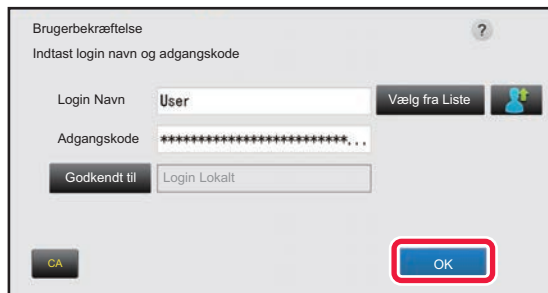 Brugerbekræftelse
?
Indtast login navn og adgangskode
Login Navn User Vælg fra Liste
Adgangskode **************************...
Godkendt til Login Lokalt
CA OK